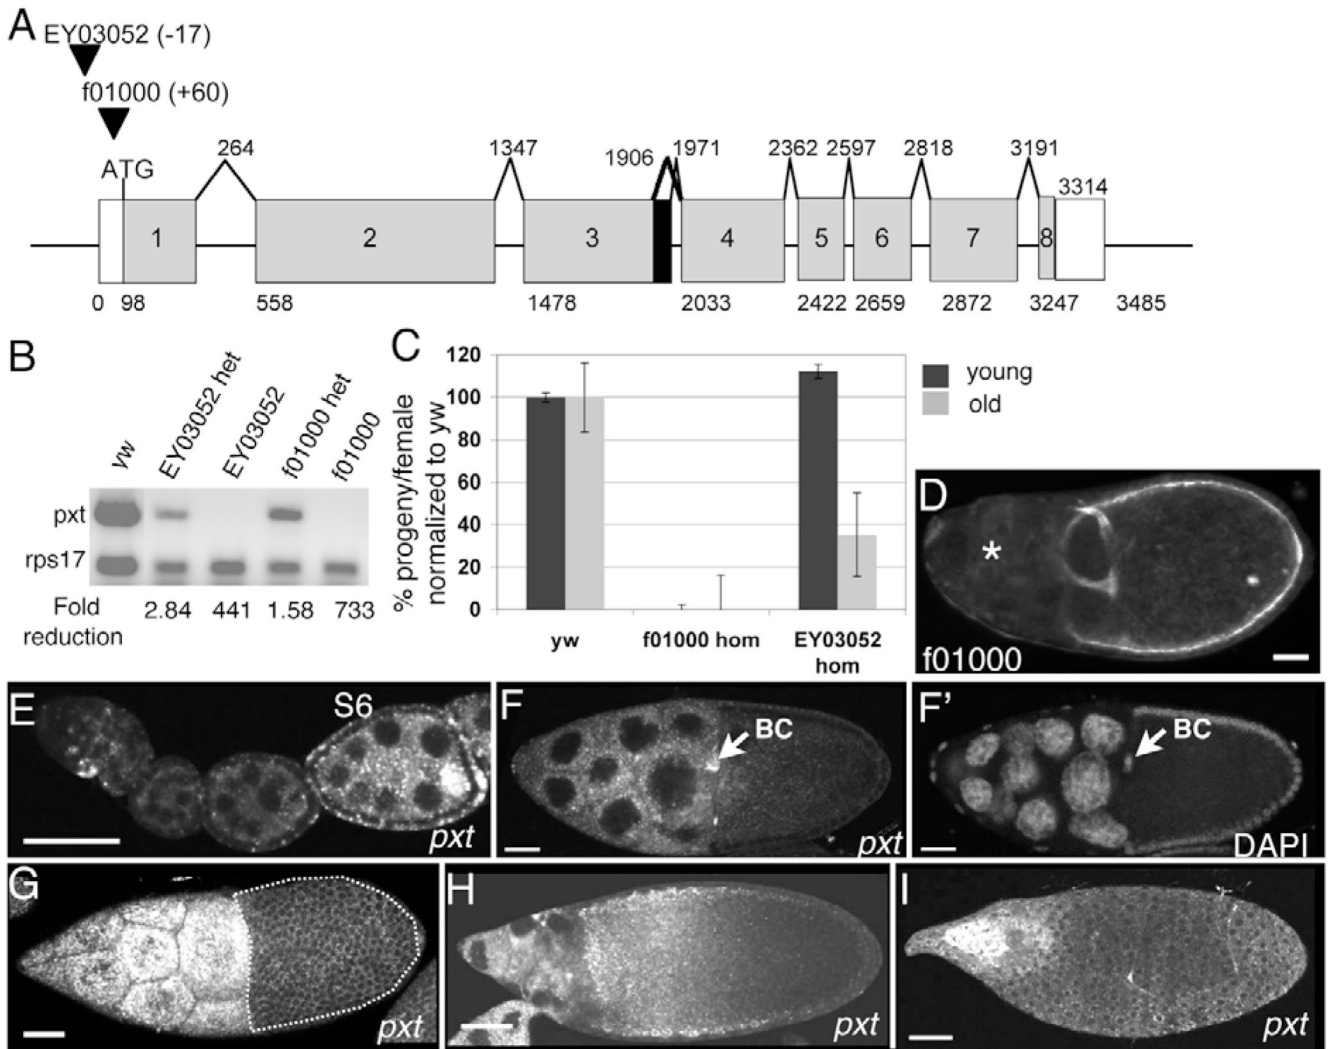 A
EY03052 (-17)
f01000 (+60)
ATG
264
1347
1906
1971
2362
2597
2818
3191
3314
1
2
3
4
5
6
7
8
0
98
558
1478
2033
2422
2659
2872
3247
3485
B
yw
EY03052 het
EY03052
f01000 het
f01000
pxt
rps17
Fold
reduction
2.84
441
1.58
733
C
% progeny/female
normalized to yw
120
100
80
60
40
20
0
yw
f01000 hom
EY03052
hom
young
old
D
*
f01000
E
S6
pxt
F
BC
pxt
F'
BC
DAPI
G
pxt
H
pxt
I
pxt